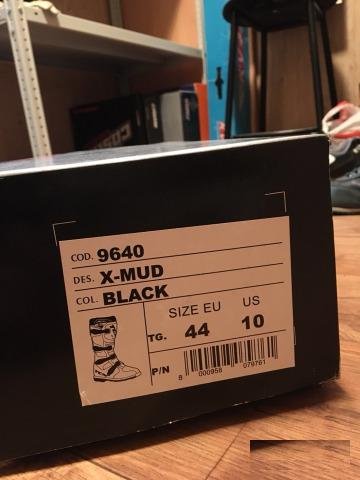 COD. 9640
DES. X-MUD
COL. BLACK
SIZE EU US
TG. 44 10
P/N
8 000958 079761